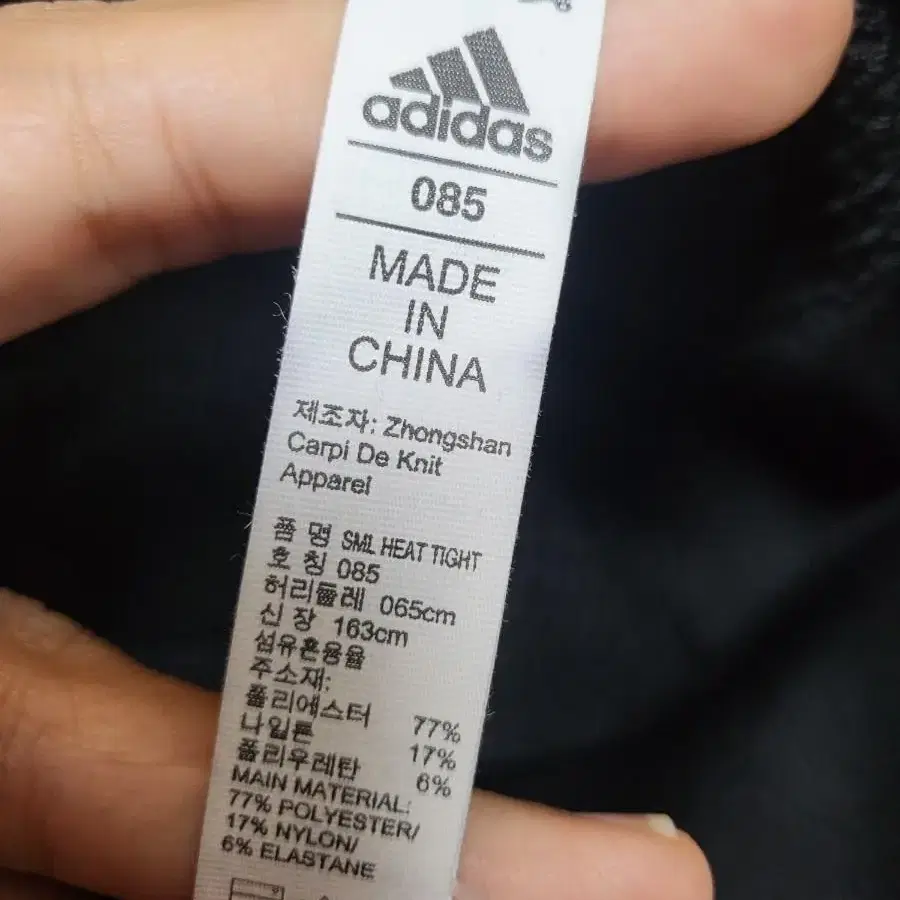 adidas
085
MADE
IN
CHINA
제조자: Zhongshan
Carpi De Knit
Apparel
품 명 SML HEAT TIGHT
호 칭 085
허리둘레 065cm
신 장 163cm
섬유혼용율
주소재:
폴리에스터 77%
나일론 17%
폴리우레탄 6%
MAIN MATERIAL:
77% POLYESTER/
17% NYLON/
6% ELASTANE